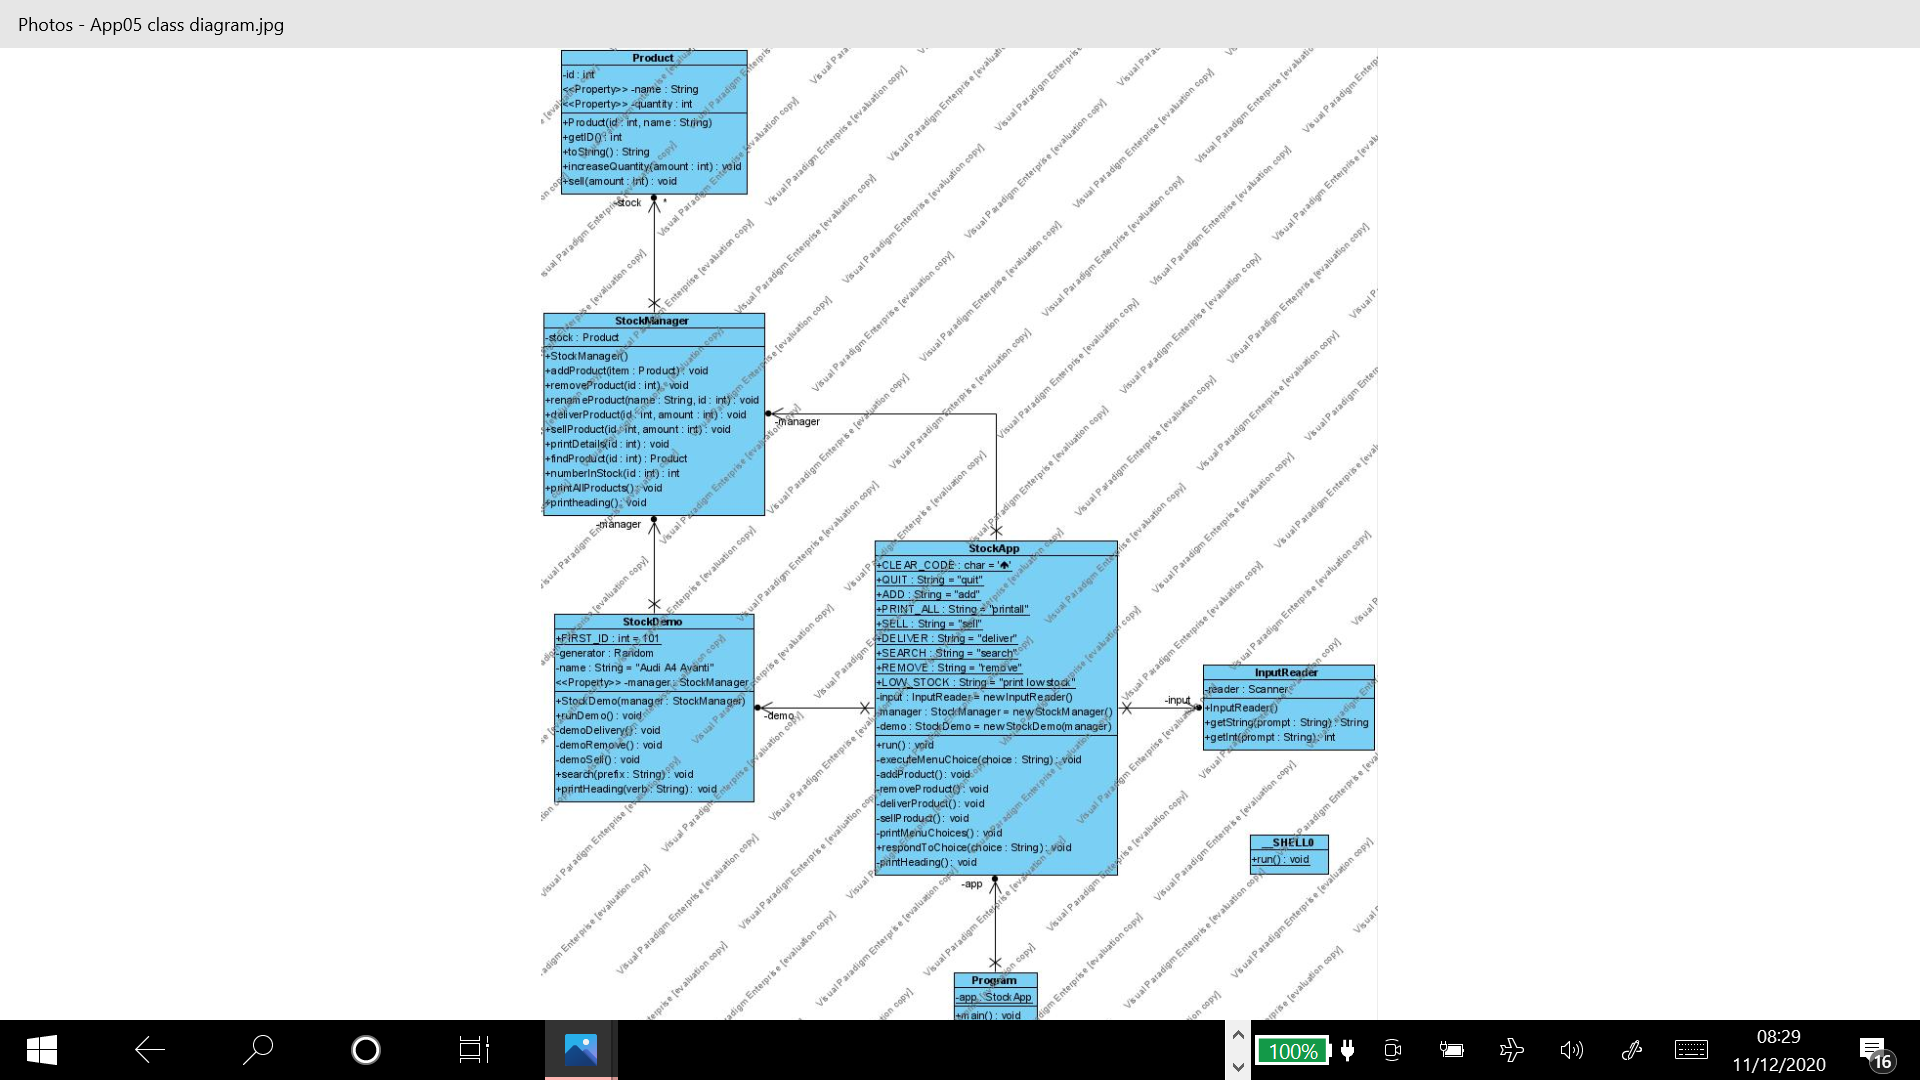 Photos - App05 class diagram.jpg
Product
-id : int
<<Property>> -name : String
<<Property>> -quantity : int
+Product(id : int, name : String)
+getID() : int
+toString() : String
+increaseQuantity(amount : int) : void
+sell(amount : int) : void
-stock *
StockManager
-stock : Product
+StockManager()
+addProduct(item : Product) : void
+removeProduct(id : int) : void
+renameProduct(name : String, id : int) : void
+deliverProduct(id : int, amount : int) : void
+sellProduct(id : int, amount : int) : void
+printDetails(id : int) : void
+findProduct(id : int) : Product
+numberInStock(id : int) : int
+printAllProducts() : void
+printheading() : void
-manager
-manager
StockDemo
+FIRST_ID : int = 101
-generator : Random
-name : String = "Audi A4 Avanti"
<<Property>> -manager : StockManager
+StockDemo(manager : StockManager)
+runDemo() : void
-demoDelivery() : void
-demoRemove() : void
-demoSell() : void
+search(prefix : String) : void
+printHeading(verb : String) : void
-demo
StockApp
+CLEAR_CODE : char = '
+QUIT : String = "quit"
+ADD : String = "add"
+PRINT_ALL : String = "printall"
+SELL : String = "sell"
+DELIVER : String = "deliver"
+SEARCH : String = "search"
+REMOVE : String = "remove"
+LOW_STOCK : String = "print lowstock"
-input : InputReader = new InputReader()
-manager : StockManager = new StockManager()
-demo : StockDemo = new StockDemo(manager)
+run() : void
-executeMenuChoice(choice : String) : void
-addProduct() : void
-removeProduct() : void
-deliverProduct() : void
-sellProduct() : void
-printMenuChoices() : void
+respondToChoice(choice : String) : void
-printHeading() : void
-input
InputReader
-reader : Scanner
+InputReader()
+getString(prompt : String) : String
+getInt(prompt : String) : int
__SHELL0
+run() : void
-app
Program
-app : StockApp
+main() : void
Visual Paradigm Enterprise [evaluation copy]
100%
08:29
11/12/2020
16